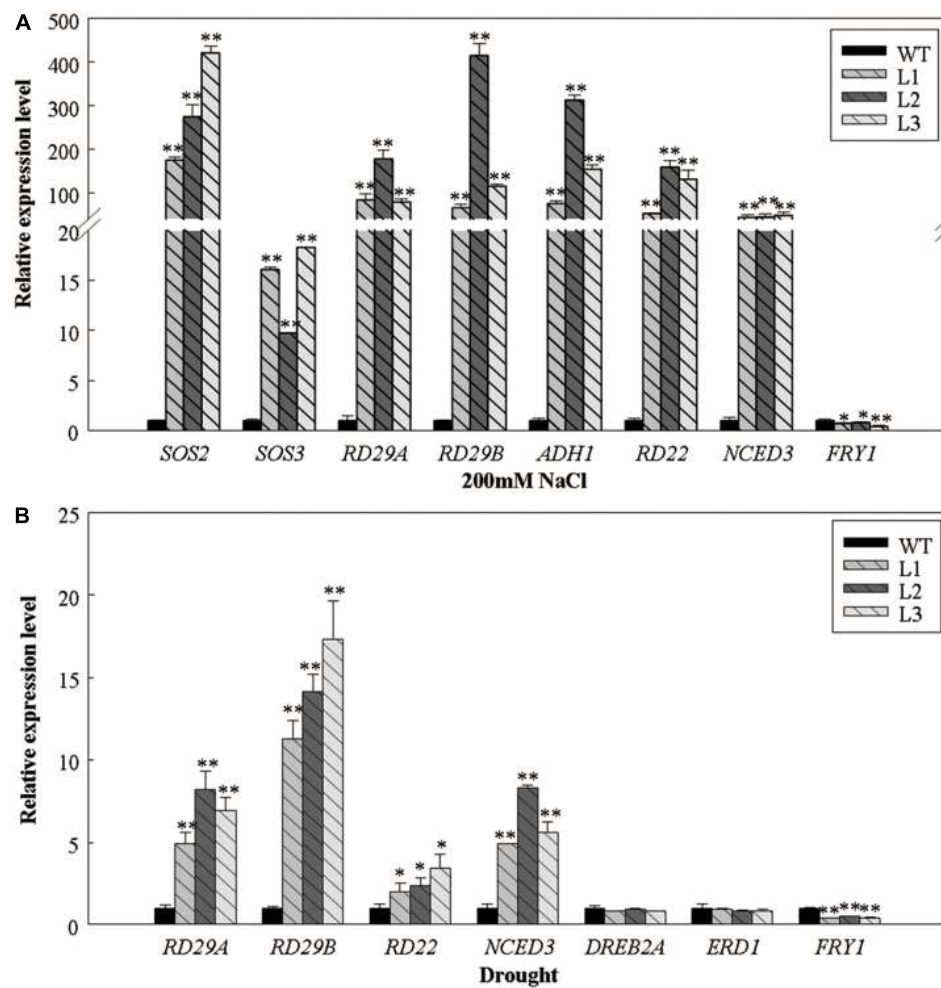 A
500
400
300
200
100
20
15
10
5
0
Relative expression level
WT
L1
L2
L3
** ** **
** ** **
** ** **
** ** **
** ** **
** ** **
** ** **
* * **
SOS2 SOS3 RD29A RD29B ADH1 RD22 NCED3 FRY1
200mM NaCl
B
25
20
15
10
5
0
Relative expression level
WT
L1
L2
L3
** ** **
** ** **
* * *
** ** **
** ** **
RD29A RD29B RD22 NCED3 DREB2A ERD1 FRY1
Drought